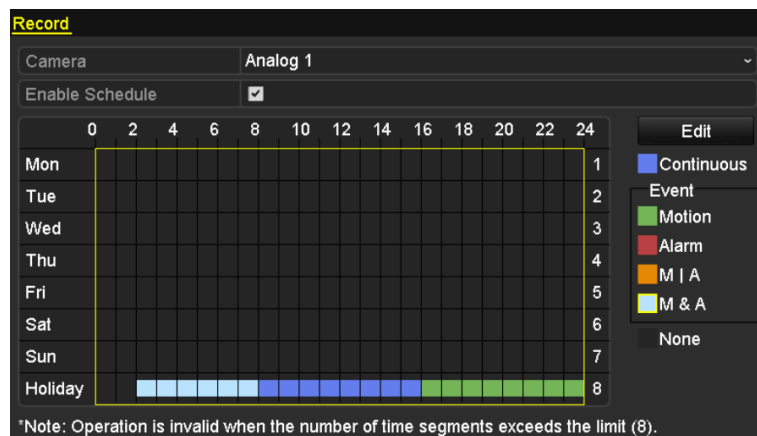 Record
Camera Analog 1
Enable Schedule
0 2 4 6 8 10 12 14 16 18 20 22 24 Edit
Mon 1 Continuous
Event
Tue 2 Motion
Wed 3 Alarm
Thu 4 M | A
Fri 5 M & A
Sat 6 None
Sun 7
Holiday 8
*Note: Operation is invalid when the number of time segments exceeds the limit (8).